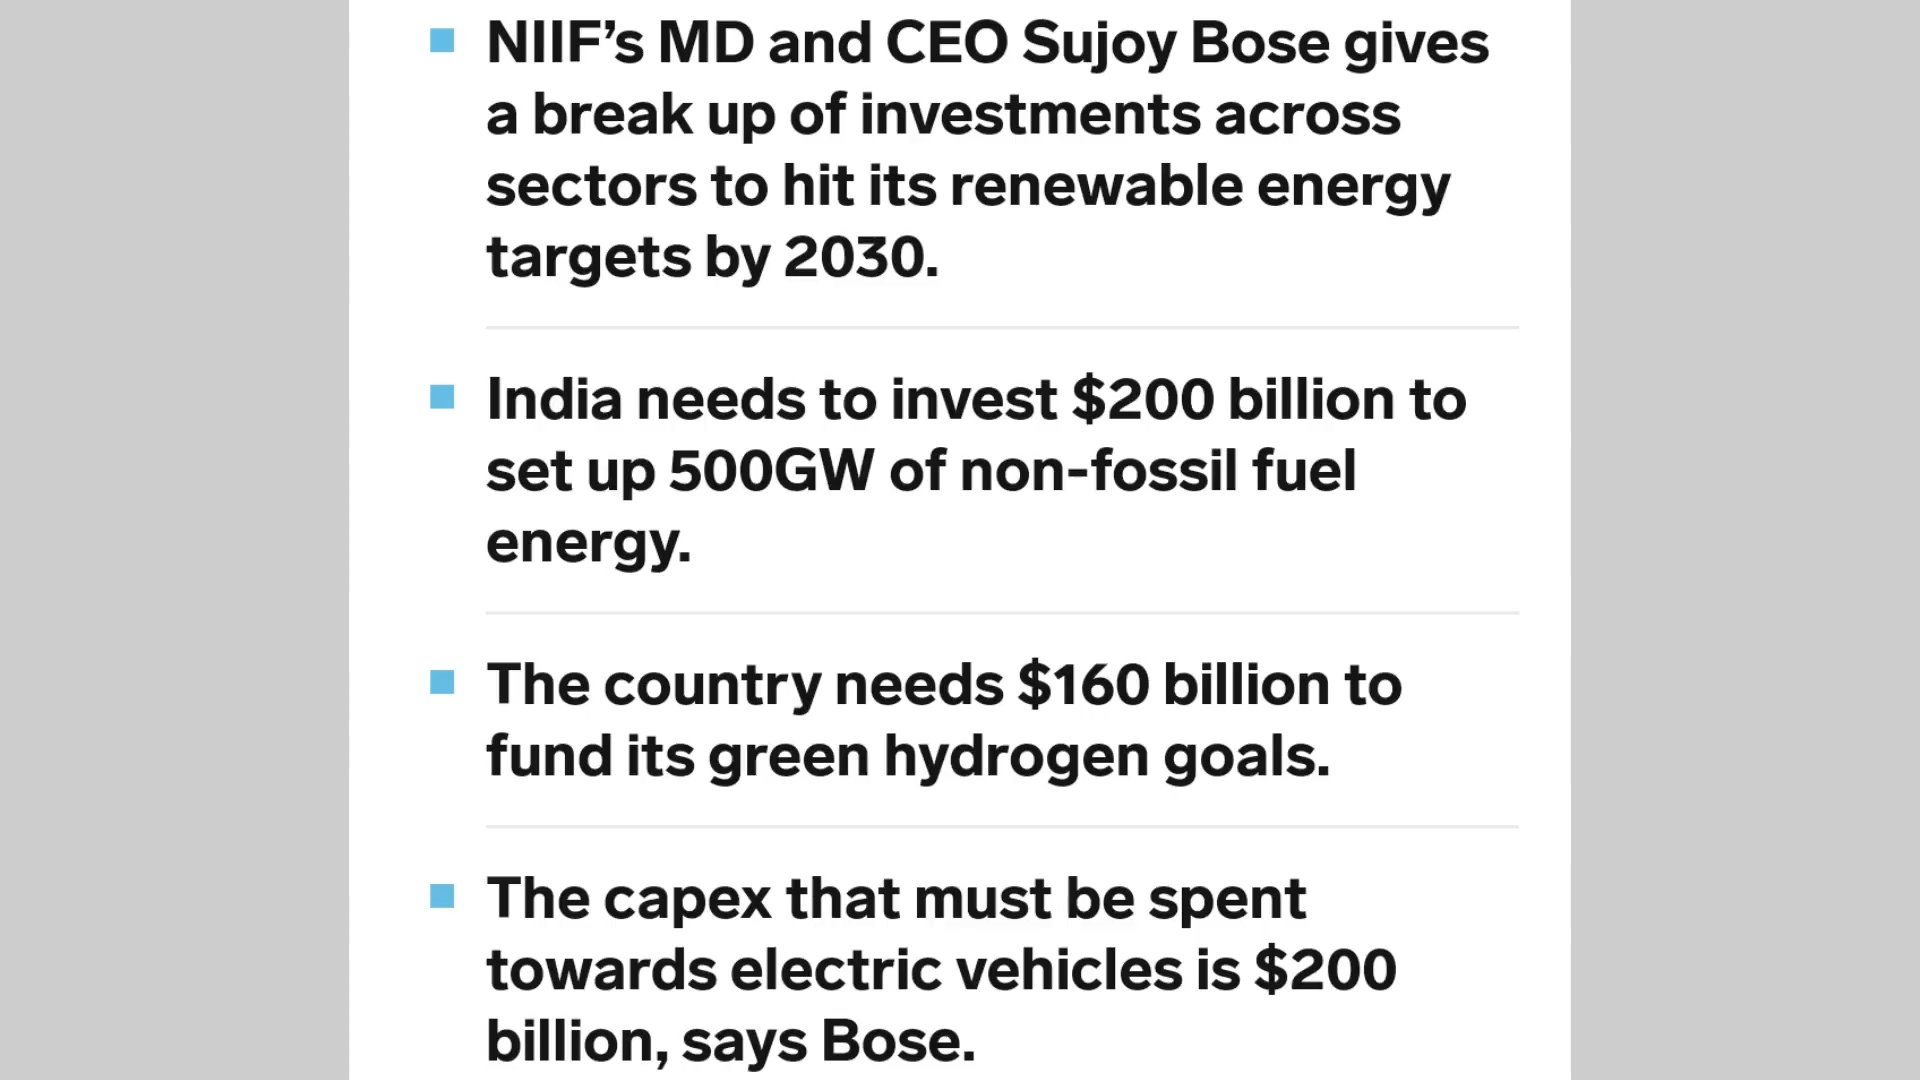 NIIF’s MD and CEO Sujoy Bose gives
a break up of investments across
sectors to hit its renewable energy
targets by 2030.
India needs to invest $200 billion to
set up 500GW of non-fossil fuel
energy.
The country needs $160 billion to
fund its green hydrogen goals.
The capex that must be spent
towards electric vehicles is $200
billion, says Bose.